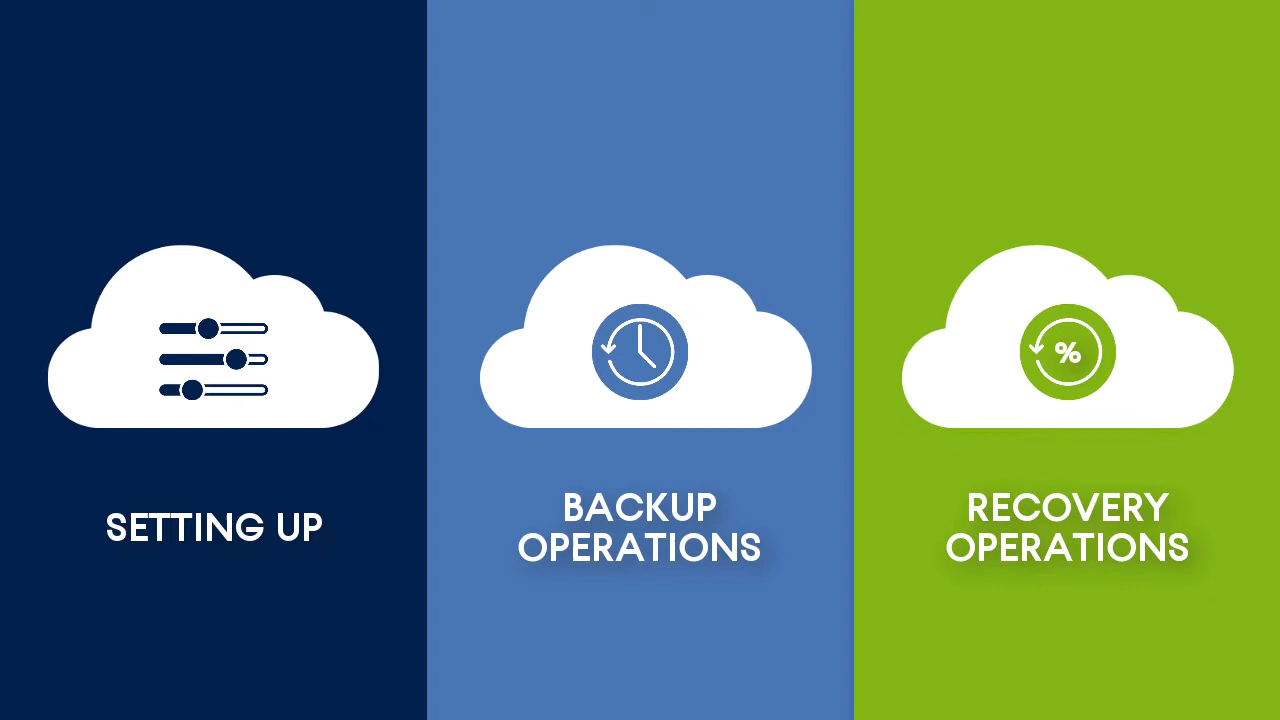 SETTING UP
BACKUP
OPERATIONS
%
RECOVERY
OPERATIONS